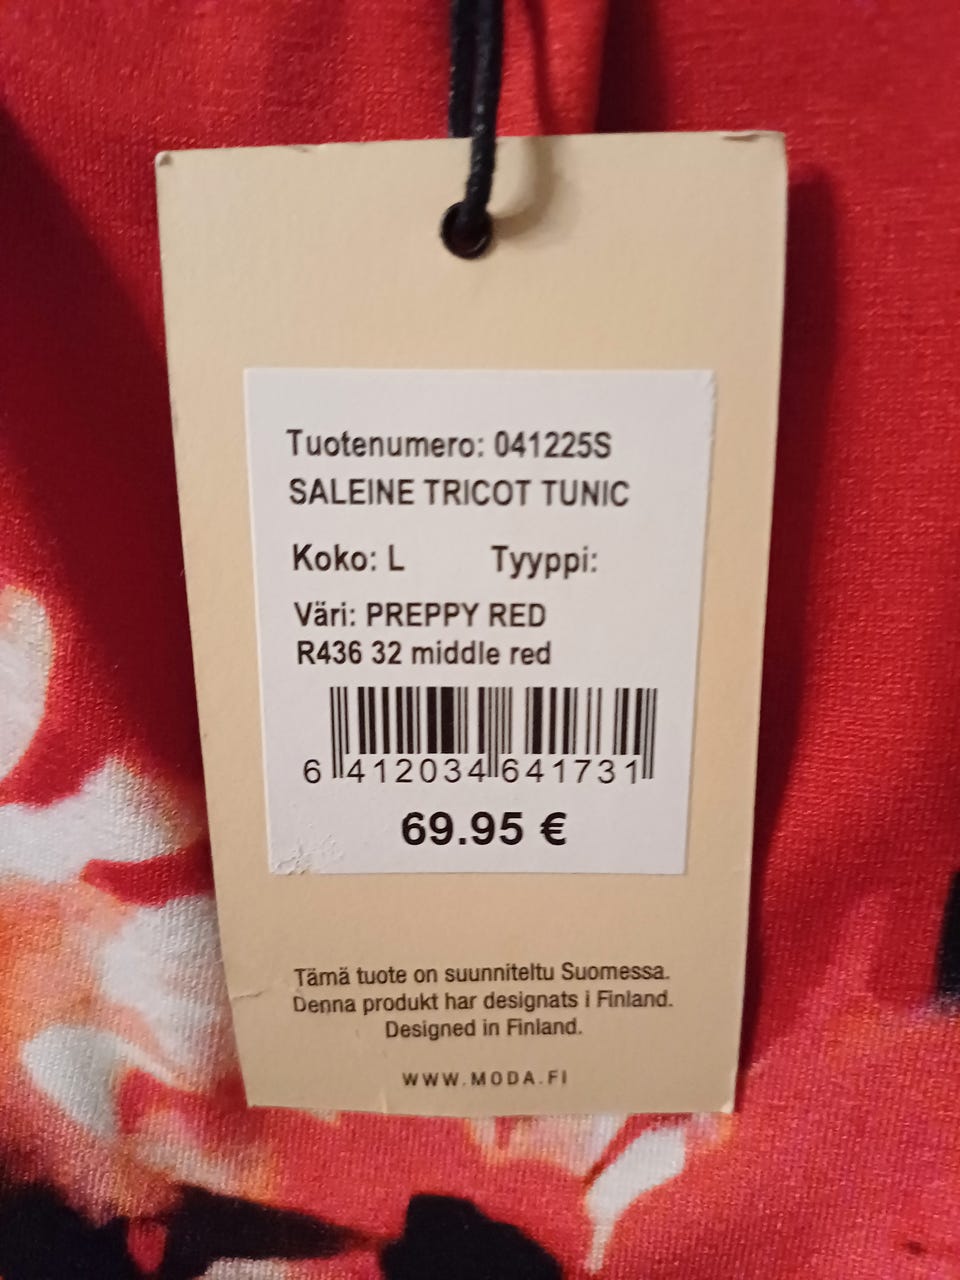 Tuotenumero: 041225S
SALEINE TRICOT TUNIC
Koko: L Tyyppi:
Väri: PREPPY RED
R436 32 middle red
6 412034 641731
69.95 €
Tämä tuote on suunniteltu Suomessa.
Denna produkt har designats i Finland.
Designed in Finland.
WWW.MODA.FI